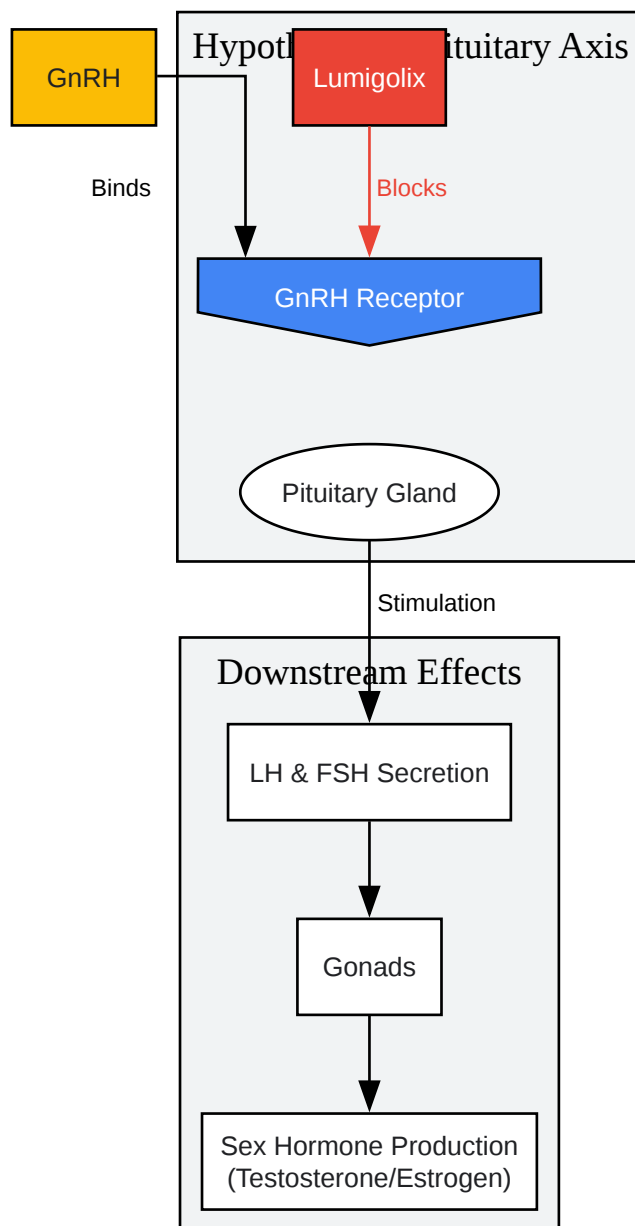 GnRH
Hypoth
Lumigolix
ituitary Axis
Binds
Blocks
GnRH Receptor
Pituitary Gland
Stimulation
Downstream Effects
LH & FSH Secretion
Gonads
Sex Hormone Production
(Testosterone/Estrogen)